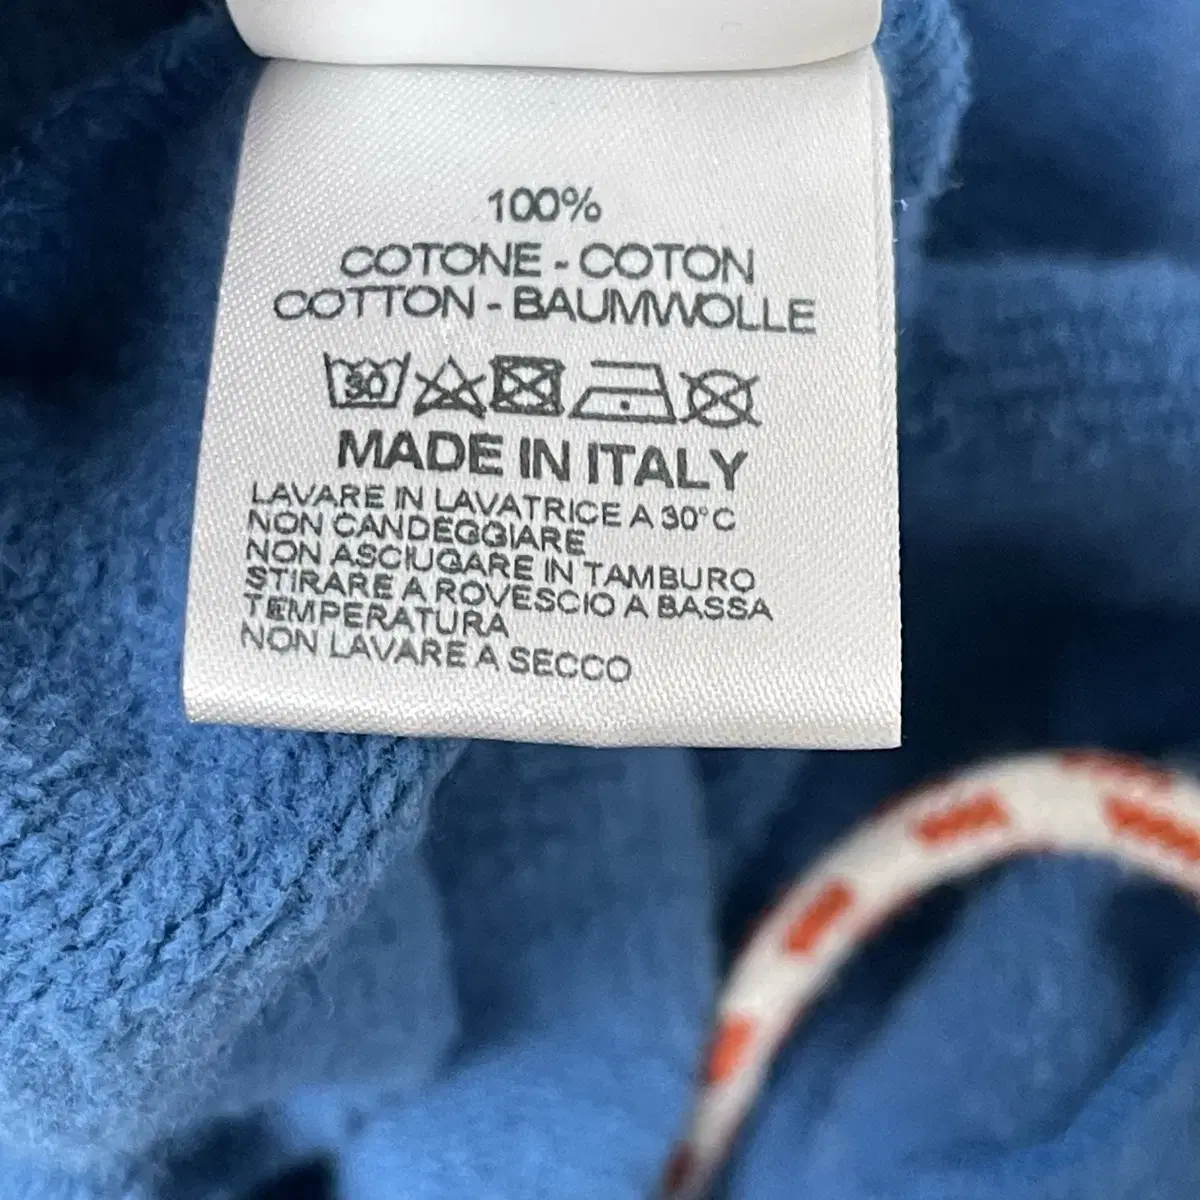 100%
COTONE - COTON
COTTON - BAUMWOLLE
30
MADE IN ITALY
LAVARE IN LAVATRICE A 30°C
NON CANDEGGIARE
NON ASCIUGARE IN TAMBURO
STIRARE A ROVESCIO A BASSA
TEMPERATURA
NON LAVARE A SECCO